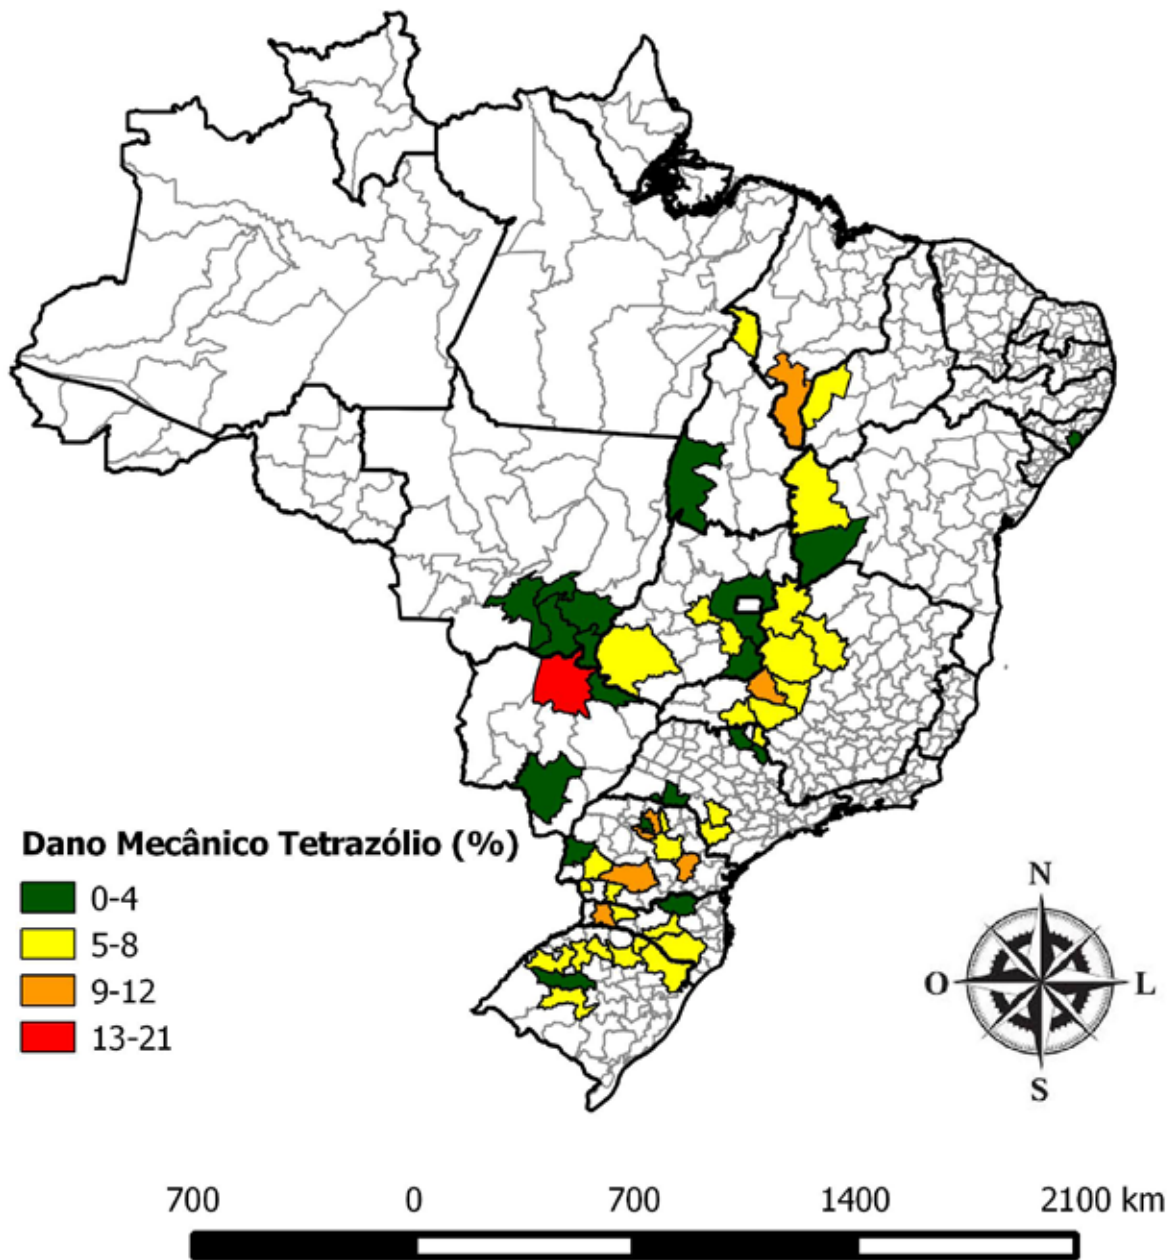 Dano Mecânico Tetrazólio (%)
0-4
5-8
9-12
13-21
N
O L
S
700 0 700 1400 2100 km